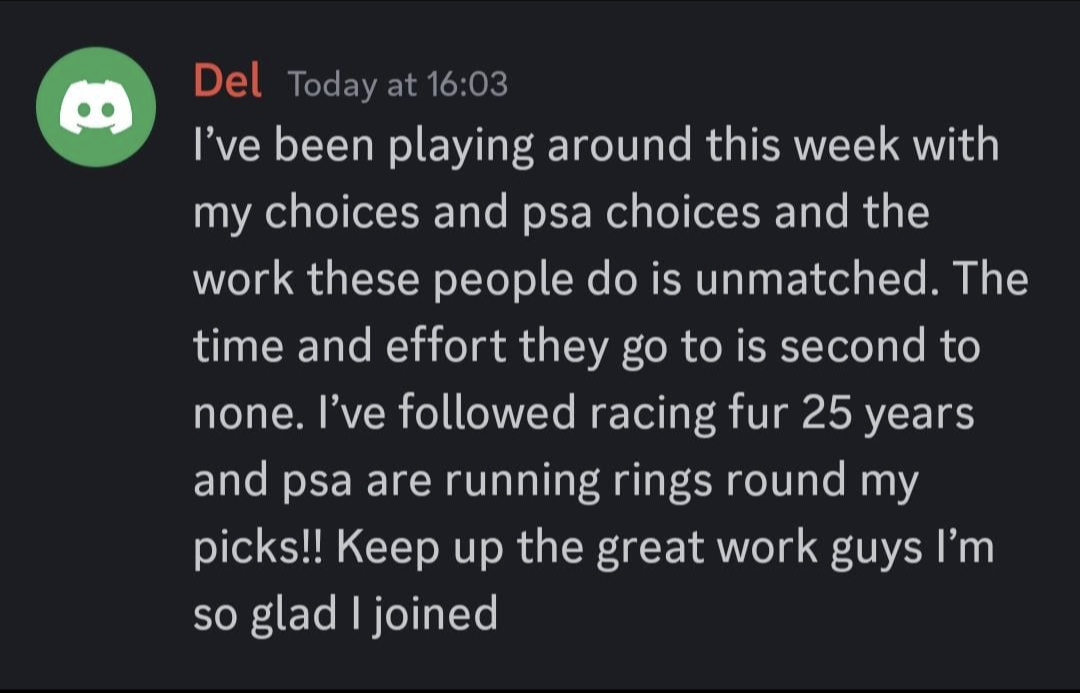 Del Today at 16:03
I’ve been playing around this week with
my choices and psa choices and the
work these people do is unmatched. The
time and effort they go to is second to
none. I’ve followed racing fur 25 years
and psa are running rings round my
picks!! Keep up the great work guys I’m
so glad I joined